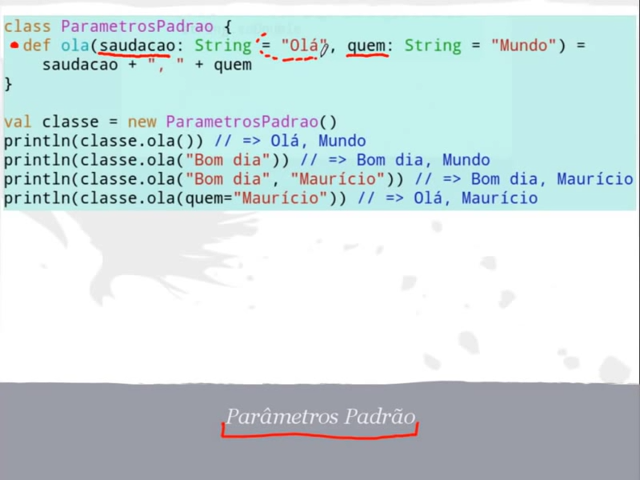 class ParametrosPadrao {
def ola(saudacao: String = "Olá", quem: String = "Mundo") =
saudacao + ", " + quem
}
val classe = new ParametrosPadrao()
println(classe.ola()) // => Olá, Mundo
println(classe.ola("Bom dia")) // => Bom dia, Mundo
println(classe.ola("Bom dia", "Maurício")) // => Bom dia, Maurício
println(classe.ola(quem="Maurício")) // => Olá, Maurício
Parâmetros Padrão